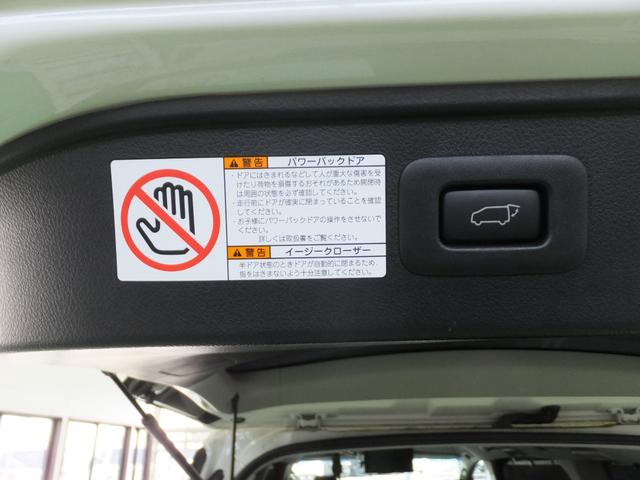 警告 パワーバックドア
・ドアにはさまれるなどして人が重大な傷害を
受けたり荷物を損傷するおそれがあるため開閉時
は周囲の状態を必ず確認してください。
・走行前にドアが確実に閉まっていることを確認
してください。
・お子様にパワーバックドアの操作をさせないで
ください。
詳しくは取扱書をご覧ください。
警告 イージークローザー
半ドア状態のときドアが自動的に閉まるため、
指をはさまないよう十分注意してください。